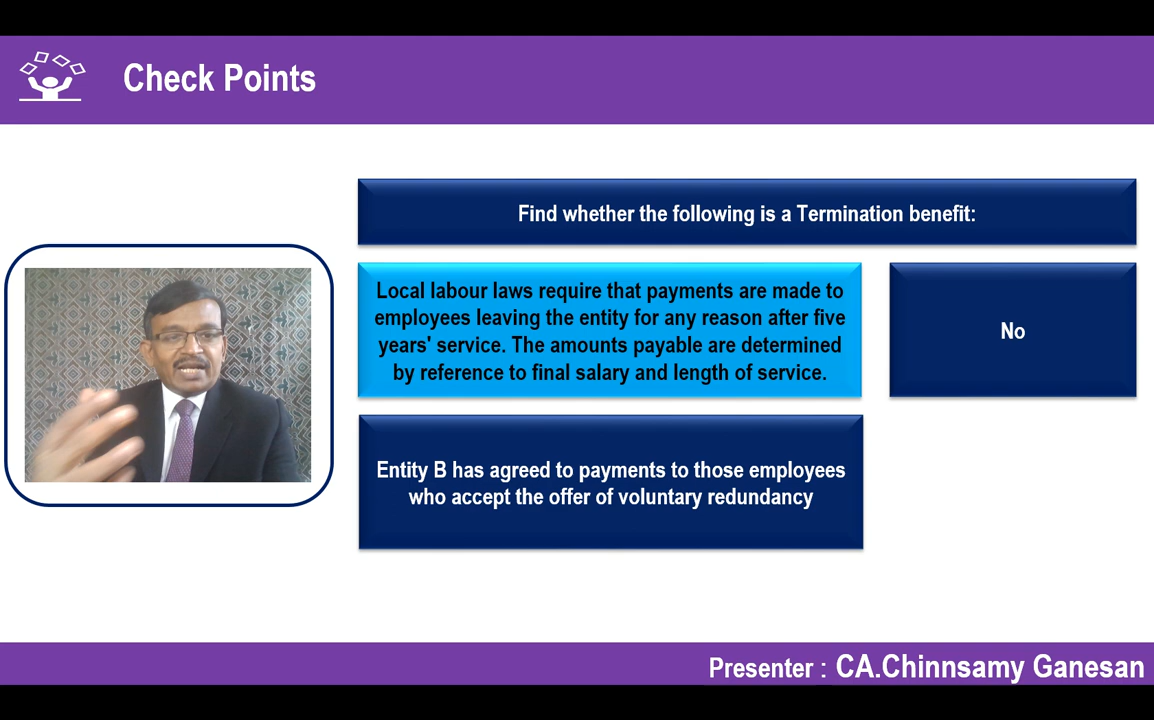 Check Points
Find whether the following is a Termination benefit:
Local labour laws require that payments are made to
employees leaving the entity for any reason after five
years' service. The amounts payable are determined
by reference to final salary and length of service.
No
Entity B has agreed to payments to those employees
who accept the offer of voluntary redundancy
Presenter : CA.Chinnsamy Ganesan